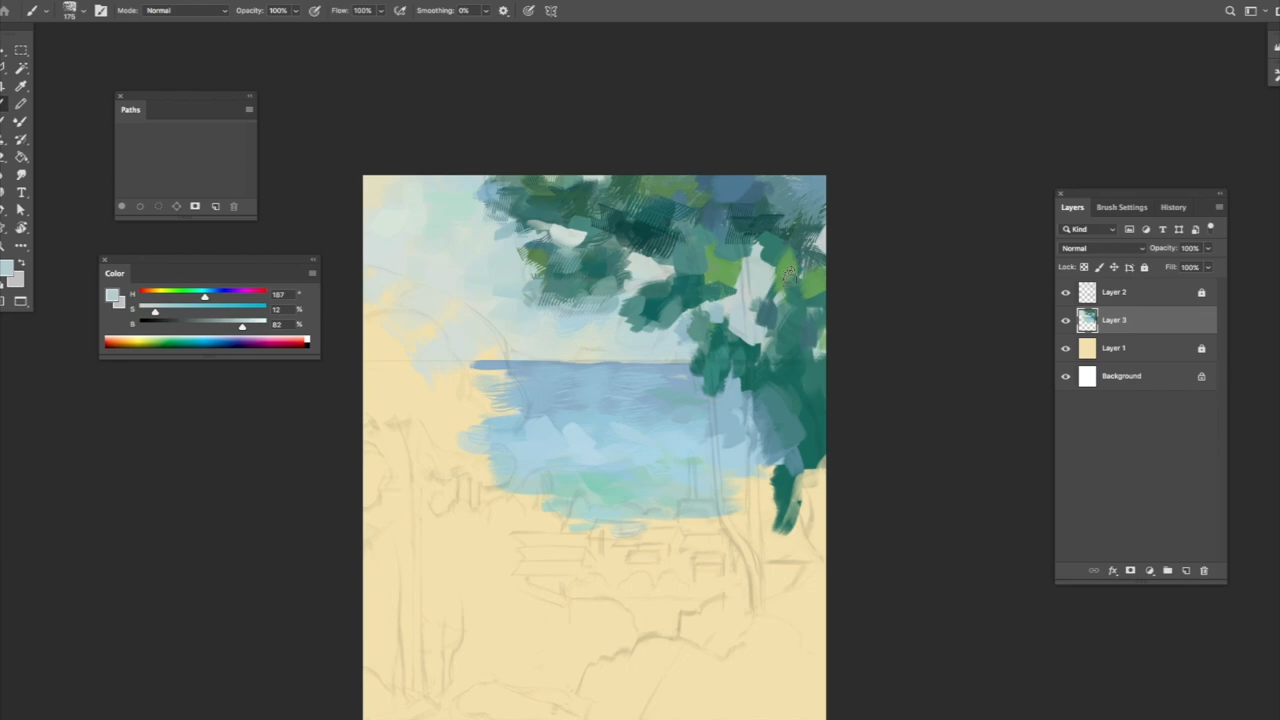 175 Mode: Normal Opacity: 100% Flow: 100% Smoothing: 0%
Paths
Color
H 187 °
S 12 %
B 82 %
Layers Brush Settings History
Kind
Normal Opacity: 100%
Lock: Fill: 100%
Layer 2
Layer 3
Layer 1
Background